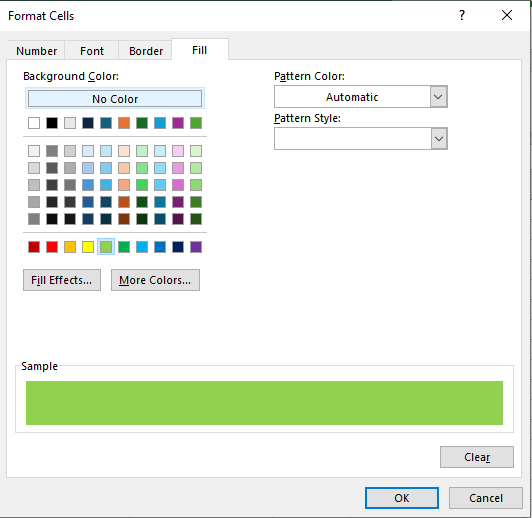 Format Cells
?
Number Font Border Fill
Background Color:
No Color
Pattern Color:
Automatic
Pattern Style:
Fill Effects...
More Colors...
Sample
Clear
OK
Cancel